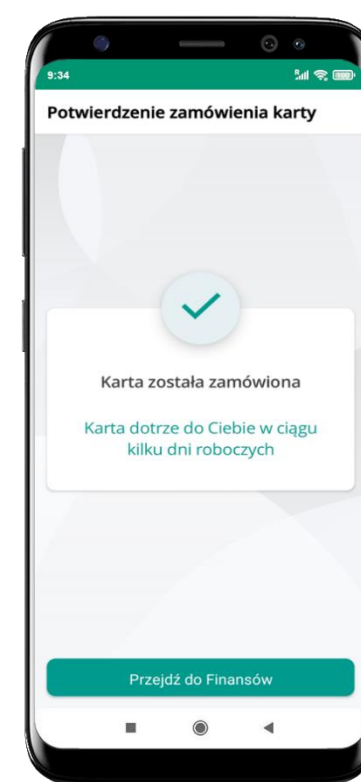 9:34
Potwierdzenie zamówienia karty
Karta została zamówiona
Karta dotrze do Ciebie w ciągu
kilku dni roboczych
Przejdź do Finansów